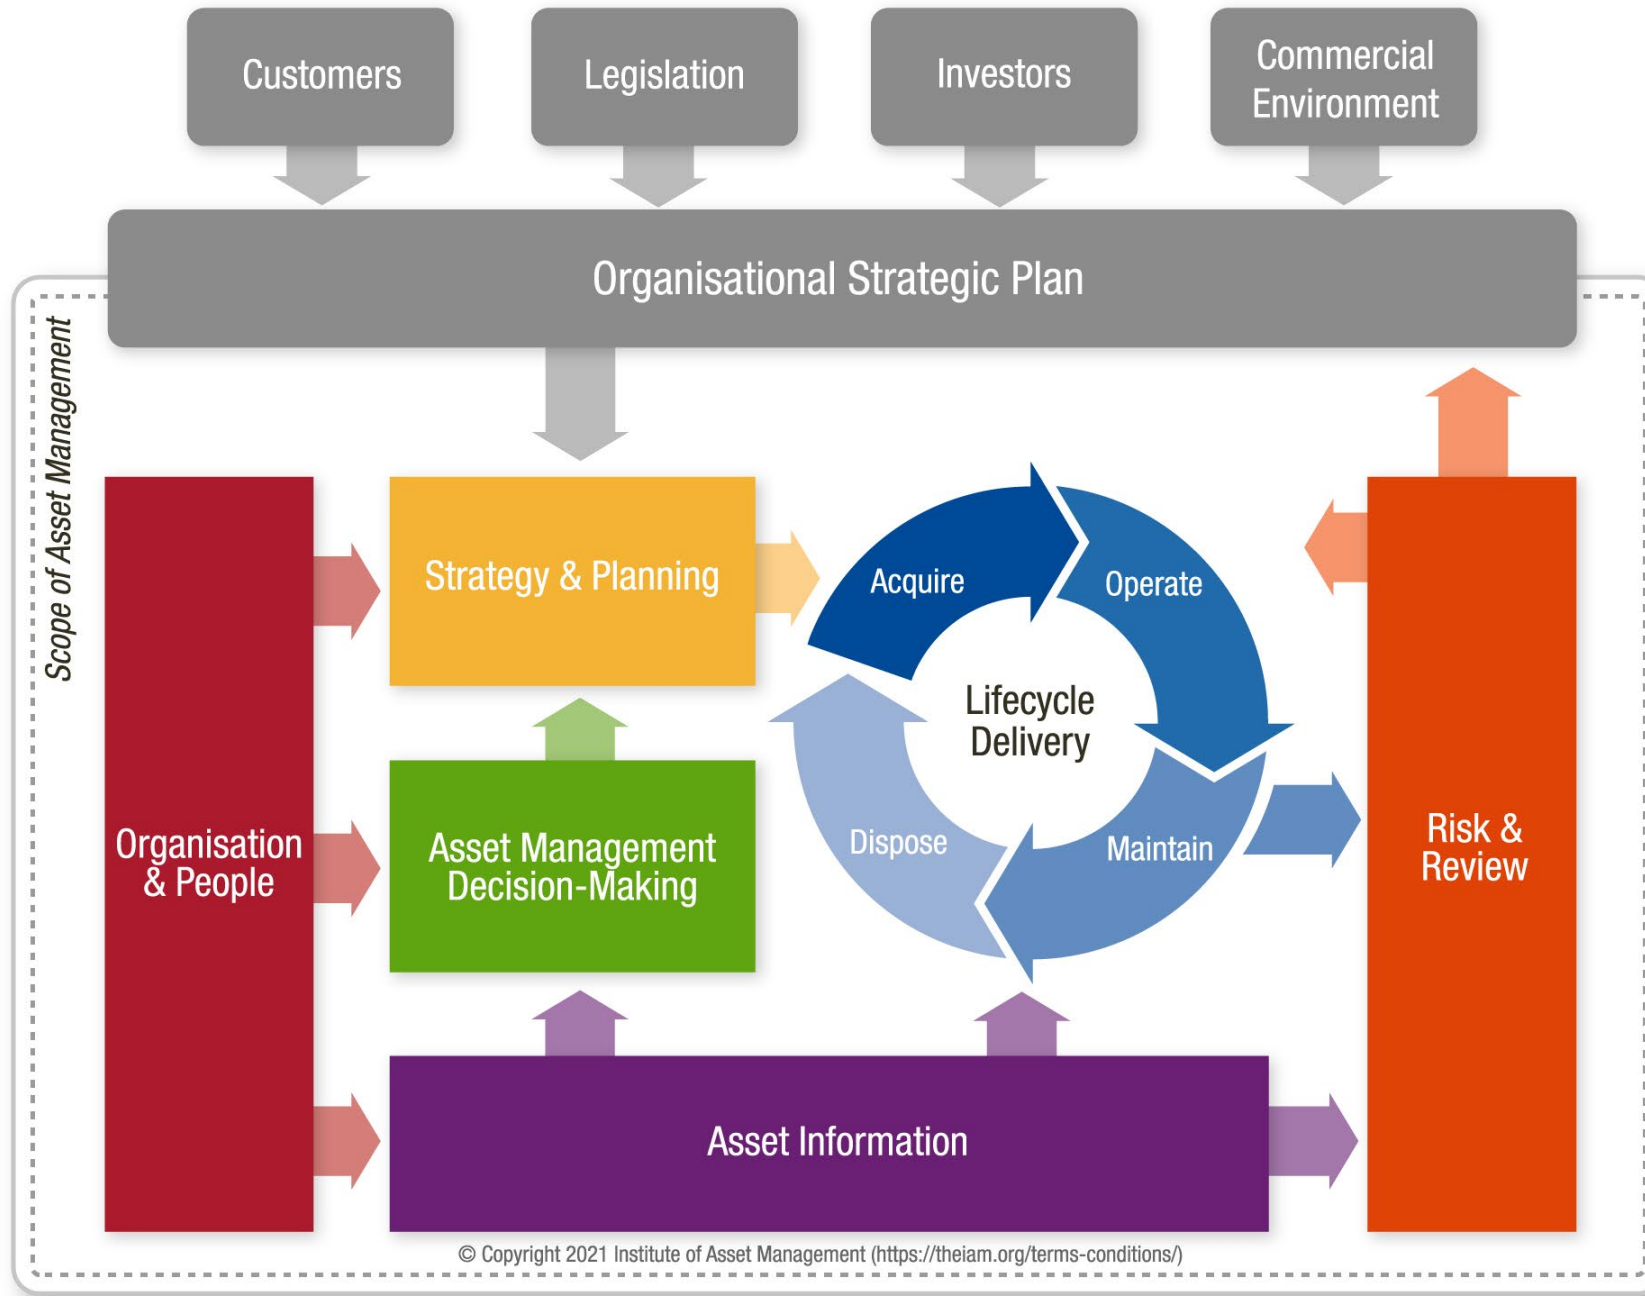 Customers
Legislation
Investors
Commercial
Environment
Organisational Strategic Plan
Scope of Asset Management
Strategy & Planning
Acquire
Operate
Lifecycle
Delivery
Organisation
& People
Asset Management
Decision-Making
Dispose
Maintain
Risk &
Review
Asset Information
© Copyright 2021 Institute of Asset Management (https://theiam.org/terms-conditions/)